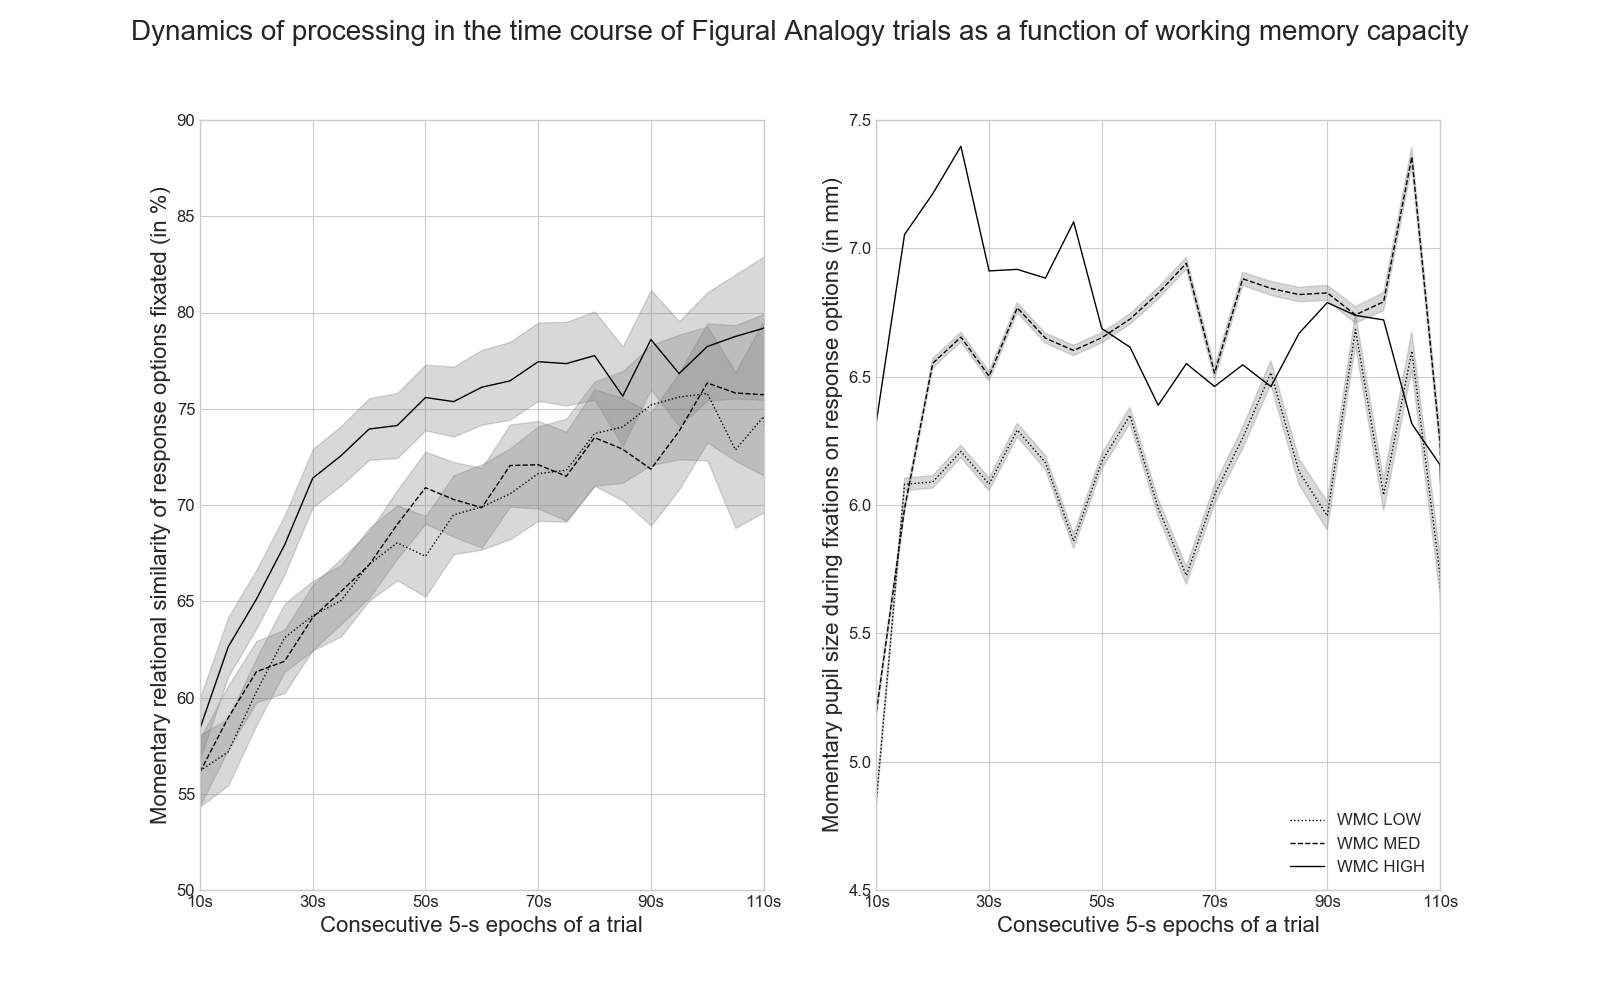 Dynamics of processing in the time course of Figural Analogy trials as a function of working memory capacity
Momentary relational similarity of response options fixated (in %)
90
85
80
75
70
65
60
55
50
10s 30s 50s 70s 90s 110s
Consecutive 5-s epochs of a trial
Momentary pupil size during fixations on response options (in mm)
7.5
7.0
6.5
6.0
5.5
5.0
4.5
10s 30s 50s 70s 90s 110s
Consecutive 5-s epochs of a trial
WMC LOW
WMC MED
WMC HIGH